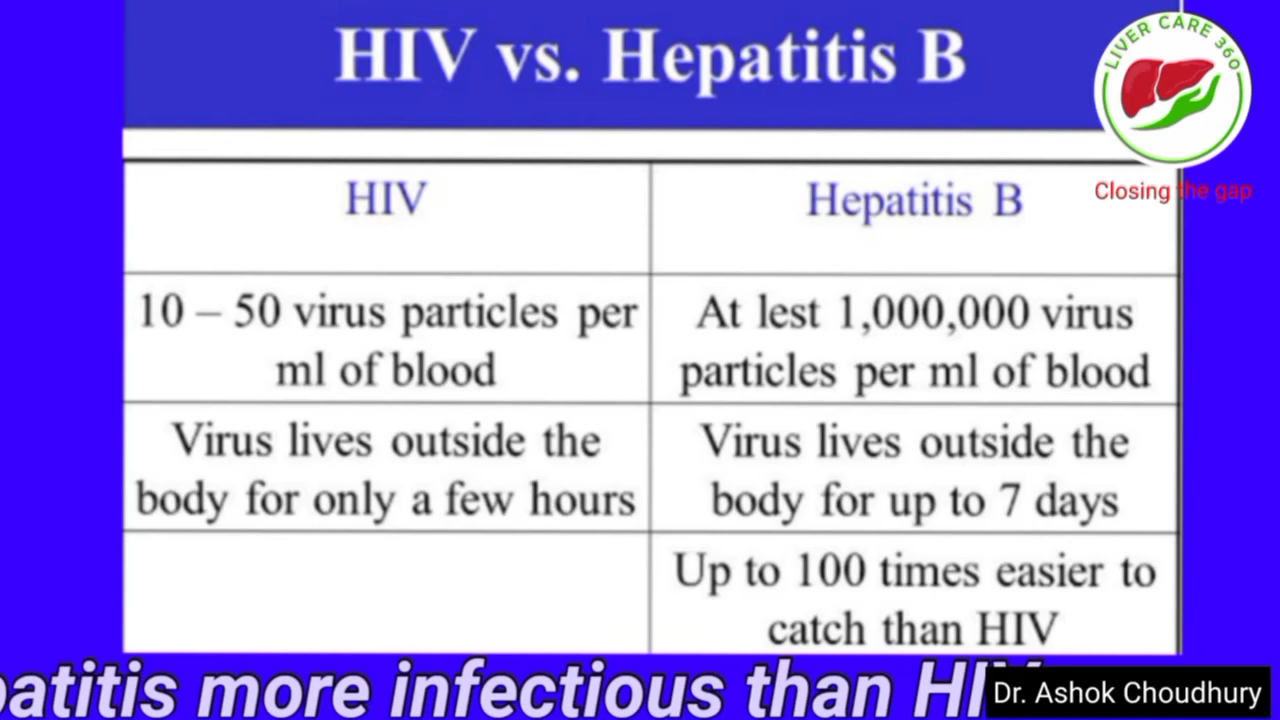 HIV vs. Hepatitis B
LIVER CARE 360
Closing the gap
HIV
Hepatitis B
10 – 50 virus particles per
ml of blood
At lest 1,000,000 virus
particles per ml of blood
Virus lives outside the
body for only a few hours
Virus lives outside the
body for up to 7 days
Up to 100 times easier to
catch than HIV
patitis more infectious than HIV
Dr. Ashok Choudhury